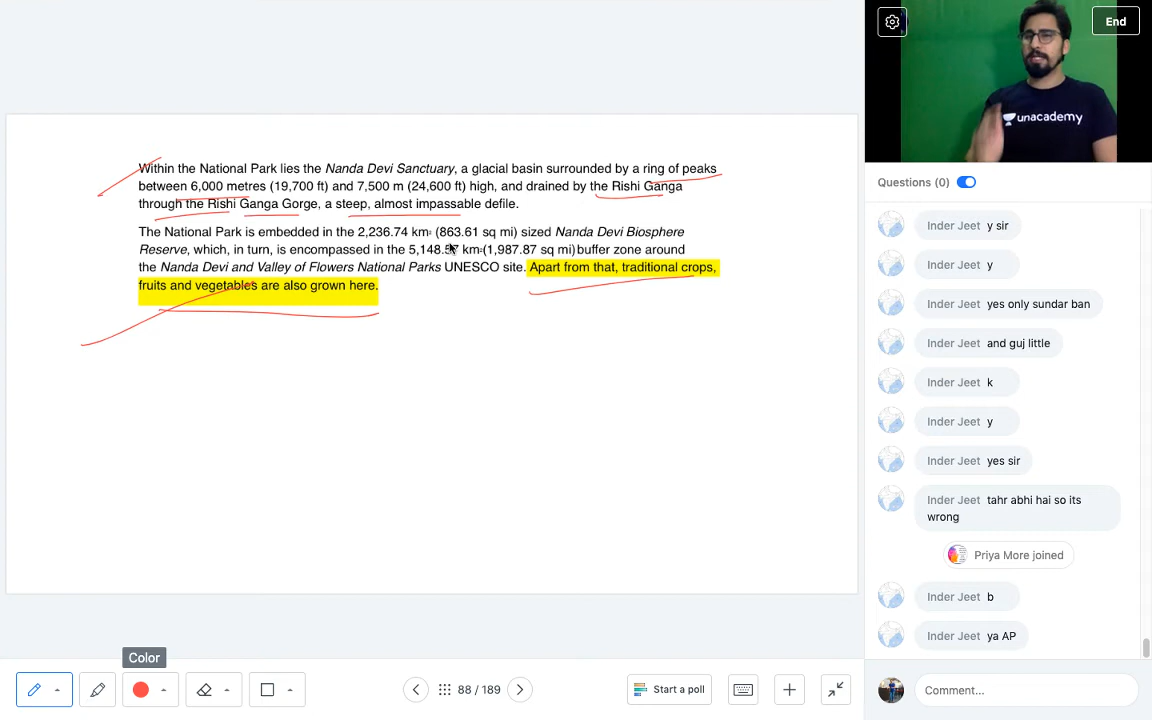 End
unacademy
Questions (0)
Within the National Park lies the Nanda Devi Sanctuary, a glacial basin surrounded by a ring of peaks
between 6,000 metres (19,700 ft) and 7,500 m (24,600 ft) high, and drained by the Rishi Ganga
through the Rishi Ganga Gorge, a steep, almost impassable defile.
The National Park is embedded in the 2,236.74 km² (863.61 sq mi) sized Nanda Devi Biosphere
Reserve, which, in turn, is encompassed in the 5,148.57 km²(1,987.87 sq mi) buffer zone around
the Nanda Devi and Valley of Flowers National Parks UNESCO site. Apart from that, traditional crops,
fruits and vegetables are also grown here.
Inder Jeet y sir
Inder Jeet y
Inder Jeet yes only sundar ban
Inder Jeet and guj little
Inder Jeet k
Inder Jeet y
Inder Jeet yes sir
Inder Jeet tahr abhi hai so its
wrong
Priya More joined
Inder Jeet b
Inder Jeet ya AP
Color
88 / 189
Start a poll
Comment...